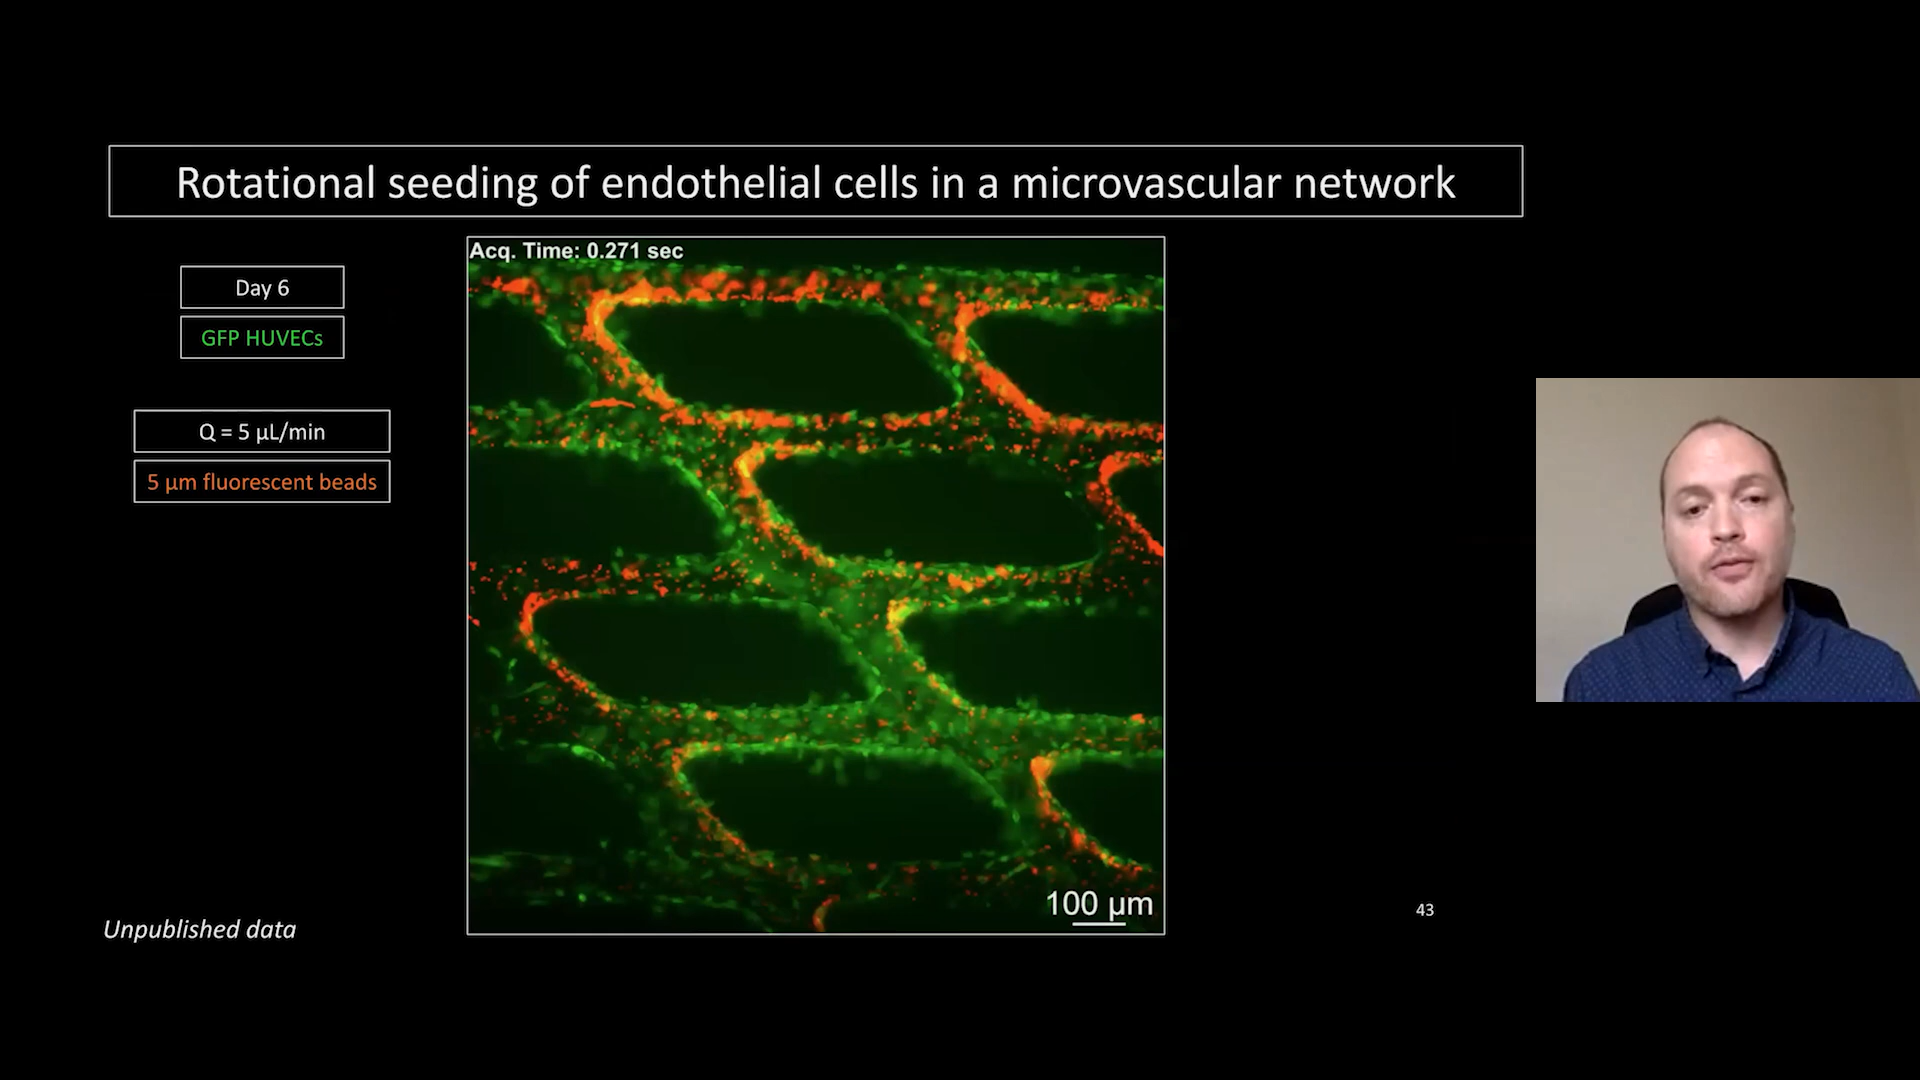 Rotational seeding of endothelial cells in a microvascular network
Acq. Time: 0.271 sec
Day 6
GFP HUVECs
Q = 5 µL/min
5 µm fluorescent beads
100 µm
Unpublished data
43